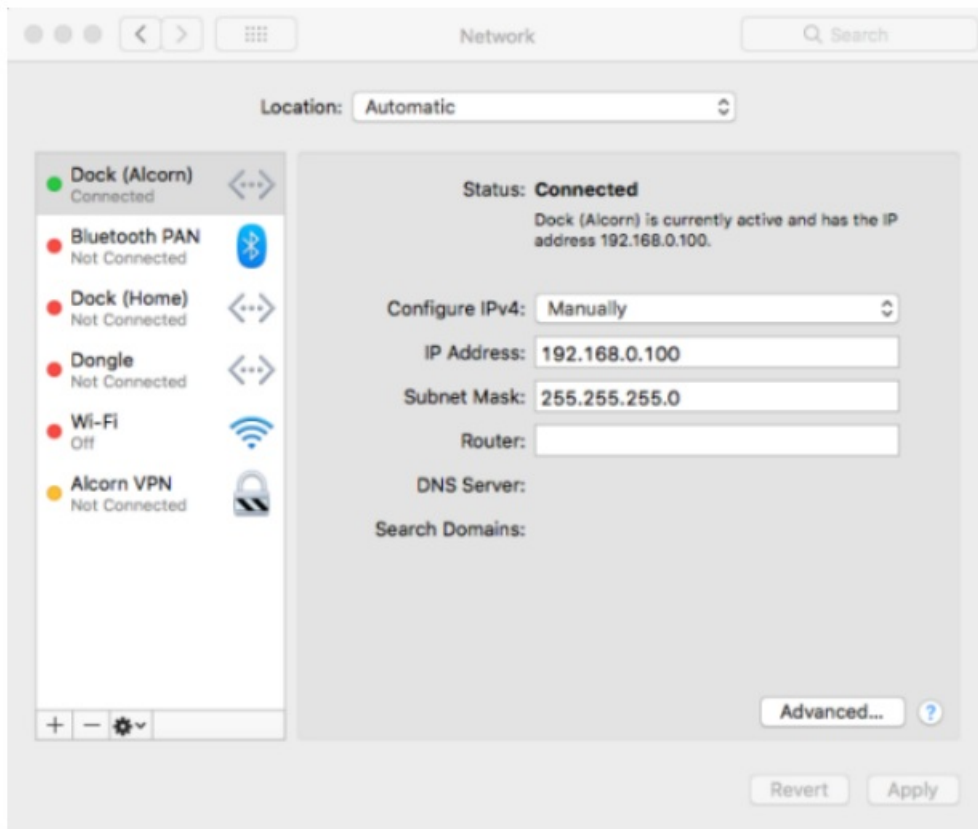 Network
Search
Location: Automatic
Dock (Alcorn)
Connected
Bluetooth PAN
Not Connected
Dock (Home)
Not Connected
Dongle
Not Connected
Wi-Fi
Off
Alcorn VPN
Not Connected
Status: Connected
Dock (Alcorn) is currently active and has the IP
address 192.168.0.100.
Configure IPv4: Manually
IP Address: 192.168.0.100
Subnet Mask: 255.255.255.0
Router:
DNS Server:
Search Domains:
Advanced... ?
Revert Apply